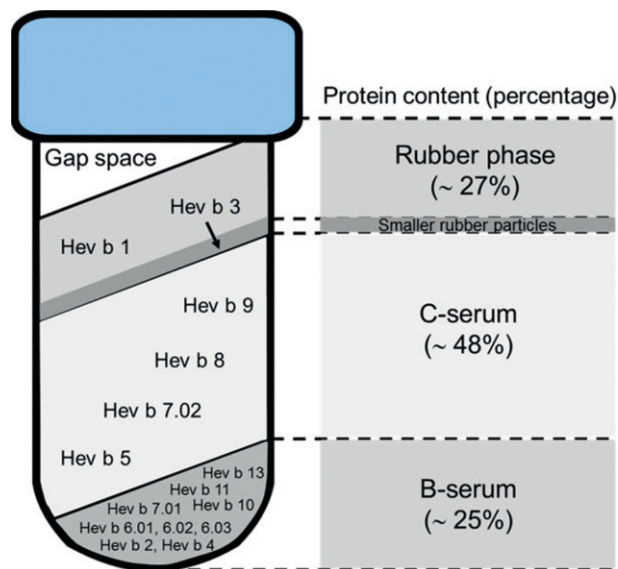 Protein content (percentage)
Gap space
Rubber phase
(~ 27%)
Hev b 3
Smaller rubber particles
Hev b 1
Hev b 9
C-serum
(~ 48%)
Hev b 8
Hev b 7.02
Hev b 5
Hev b 13
Hev b 11
Hev b 7.01
Hev b 10
B-serum
(~ 25%)
Hev b 6.01, 6.02, 6.03
Hev b 2, Hev b 4